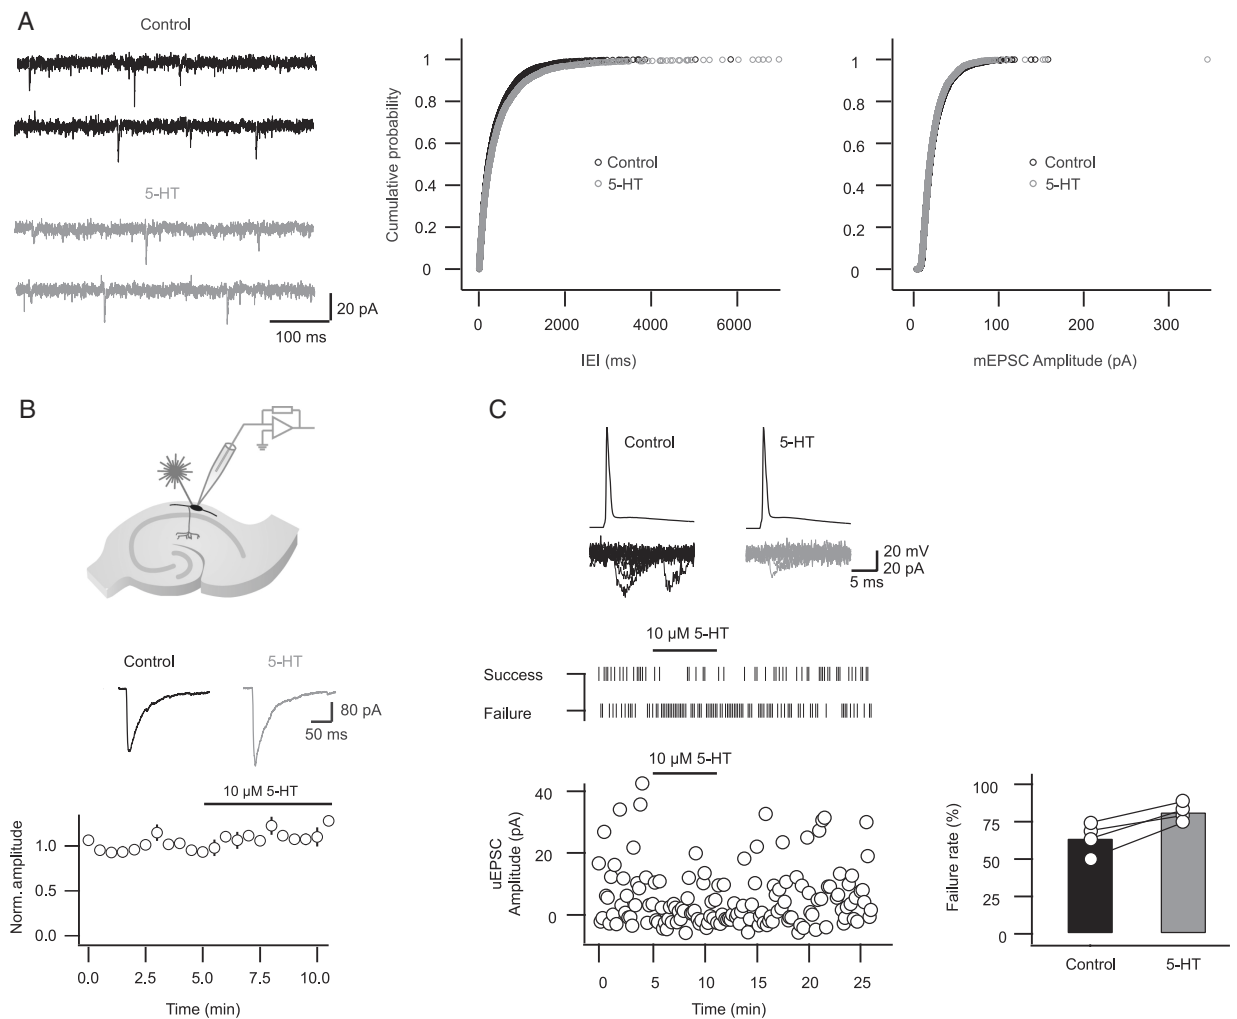 A
Control
5-HT
20 pA
100 ms
Cumulative probability
1
0.8
0.6
0.4
0.2
0
Control
5-HT
0 2000 4000 6000
IEI (ms)
1
0.8
0.6
0.4
0.2
0
Control
5-HT
0 100 200 300
mEPSC Amplitude (pA)
B
Control
5-HT
80 pA
50 ms
10 µM 5-HT
Norm. amplitude
1.0
0.5
0.0
0.0 2.5 5.0 7.5 10.0
Time (min)
C
Control
5-HT
20 mV
20 pA
5 ms
10 µM 5-HT
Success
Failure
10 µM 5-HT
uEPSC
Amplitude (pA)
40
20
0
0 5 10 15 20 25
Time (min)
Failure rate (%)
100
75
50
25
0
Control 5-HT